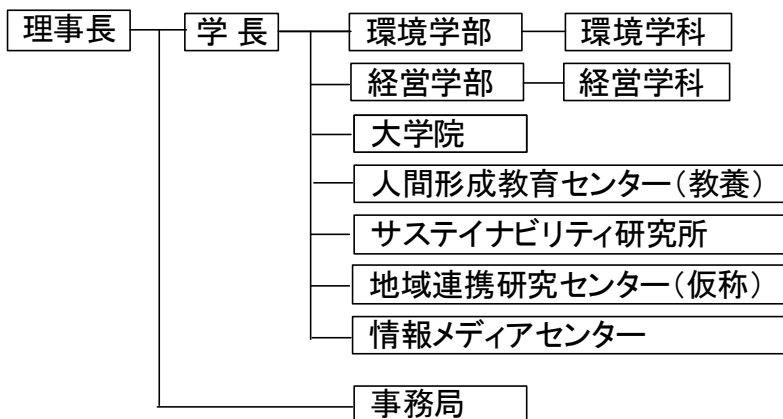 理事長 学 長 環境学部 環境学科
経営学部 経営学科
大学院
人間形成教育センター（教養）
サステイナビリティ研究所
地域連携研究センター（仮称）
情報メディアセンター
事務局